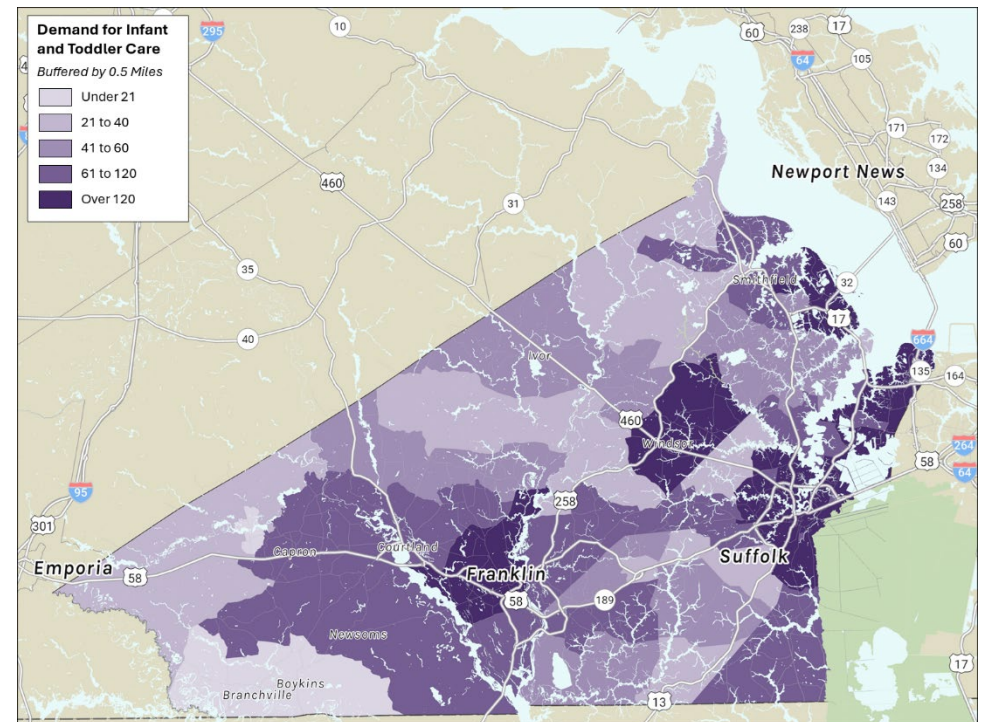 Demand for Infant
and Toddler Care
Buffered by 0.5 Miles
Under 21
21 to 40
41 to 60
61 to 120
Over 120
295
10
60
17
238
64
105
171
172
134
Newport News
143
258
60
460
31
35
32
Smithfield
17
40
664
Ivor
135
164
460
Windsor
264
58
64
95
301
258
Capron
Courtland
Emporia
58
Franklin
Suffolk
58
189
Newsoms
Boykins
Branchville
17
13